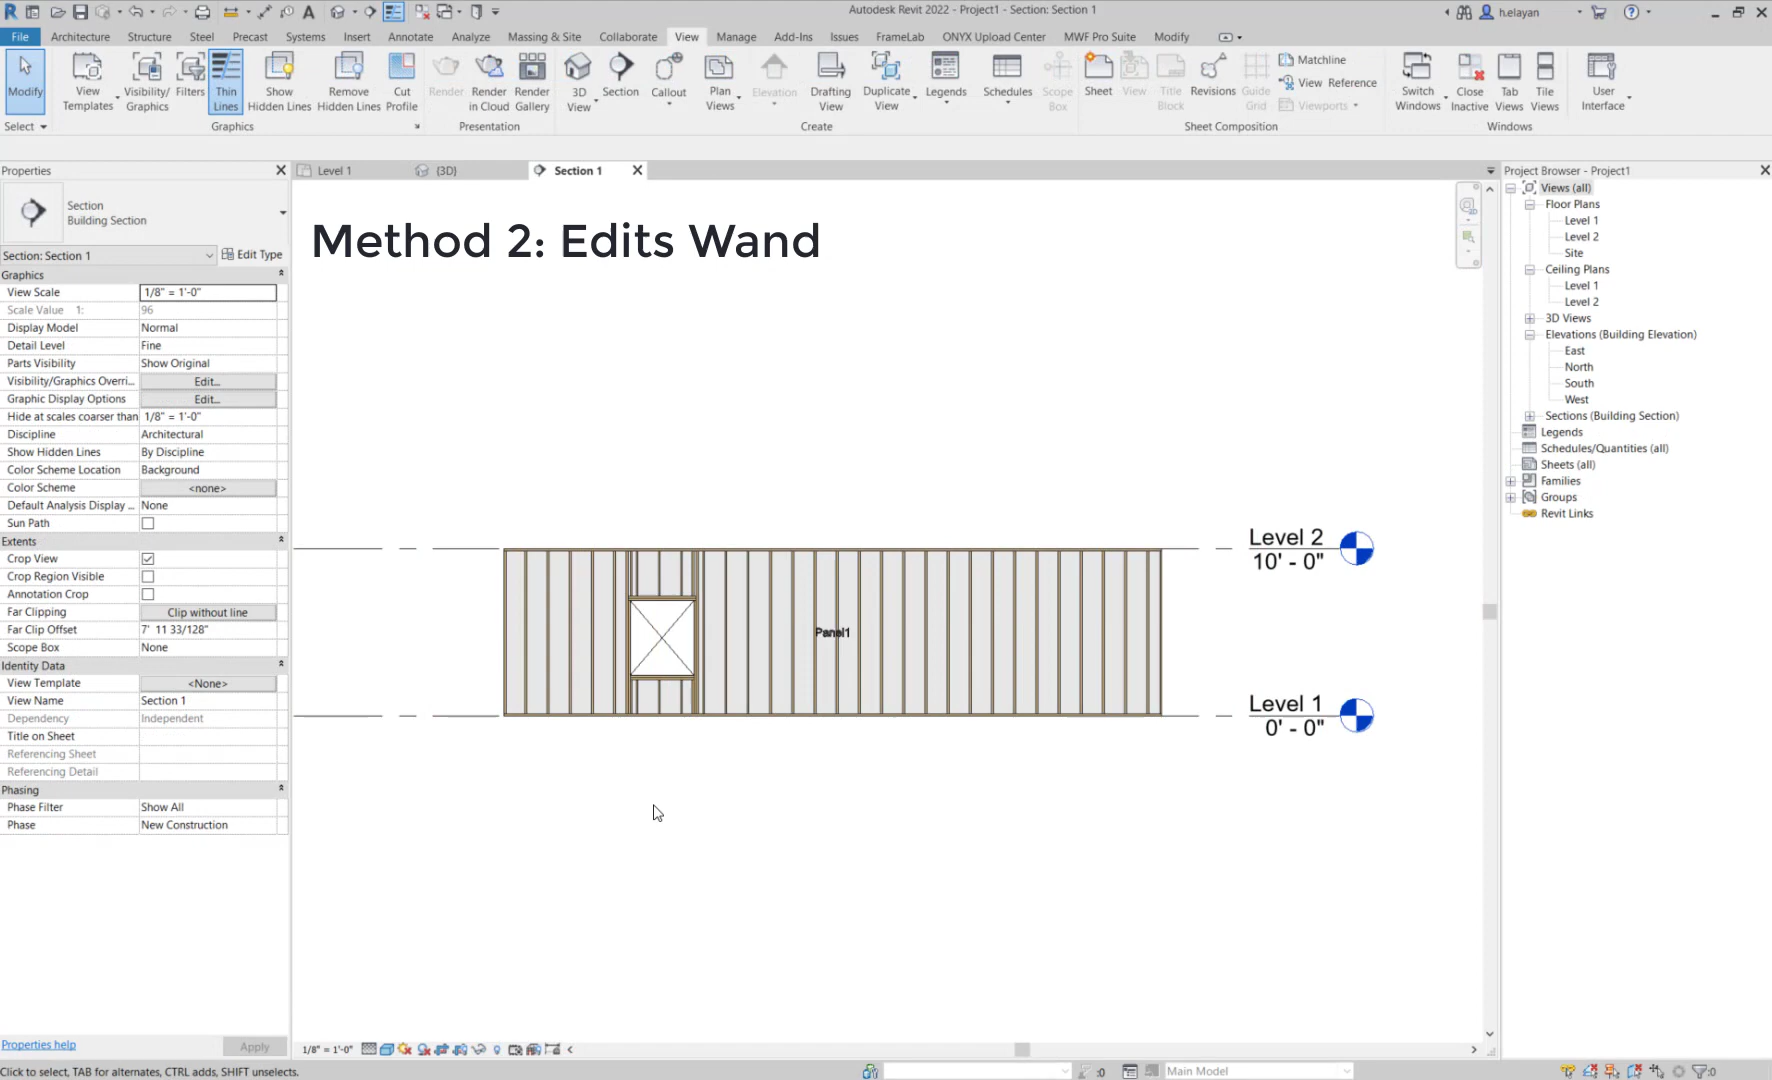 Autodesk Revit 2022 - Project1 - Section: Section 1
h.elayan
File Architecture Structure Steel Precast Systems Insert Annotate Analyze Massing & Site Collaborate View Manage Add-Ins Issues FrameLab ONYX Upload Center MWF Pro Suite Modify
Modify
View Templates
Visibility/ Graphics
Filters
Thin Lines
Show Hidden Lines
Remove Hidden Lines
Cut Profile
Render
Render in Cloud
Render Gallery
3D View
Section
Callout
Plan Views
Elevation
Drafting View
Duplicate View
Legends
Schedules
Scope Box
Sheet
View
Title Block
Revisions
Guide Grid
Matchline
View Reference
Viewports
Switch Windows
Close Inactive
Tab Views
Tile Views
User Interface
Select
Graphics
Presentation
Create
Sheet Composition
Windows
Properties
Section
Building Section
Section: Section 1
Edit Type
Graphics
View Scale 1/8" = 1'-0"
Scale Value 1: 96
Display Model Normal
Detail Level Fine
Parts Visibility Show Original
Visibility/Graphics Overri... Edit...
Graphic Display Options Edit...
Hide at scales coarser than 1/8" = 1'-0"
Discipline Architectural
Show Hidden Lines By Discipline
Color Scheme Location Background
Color Scheme <none>
Default Analysis Display ... None
Sun Path
Extents
Crop View
Crop Region Visible
Annotation Crop
Far Clipping Clip without line
Far Clip Offset 7' 11 33/128"
Scope Box None
Identity Data
View Template <None>
View Name Section 1
Dependency Independent
Title on Sheet
Referencing Sheet
Referencing Detail
Phasing
Phase Filter Show All
Phase New Construction
Properties help
Apply
Level 1
{3D}
Section 1
Method 2: Edits Wand
Panel1
Level 2
10' - 0"
Level 1
0' - 0"
1/8" = 1'-0"
Project Browser - Project1
Views (all)
Floor Plans
Level 1
Level 2
Site
Ceiling Plans
Level 1
Level 2
3D Views
Elevations (Building Elevation)
East
North
South
West
Sections (Building Section)
Legends
Schedules/Quantities (all)
Sheets (all)
Families
Groups
Revit Links
Click to select, TAB for alternates, CTRL adds, SHIFT unselects.
:0
Main Model
:0